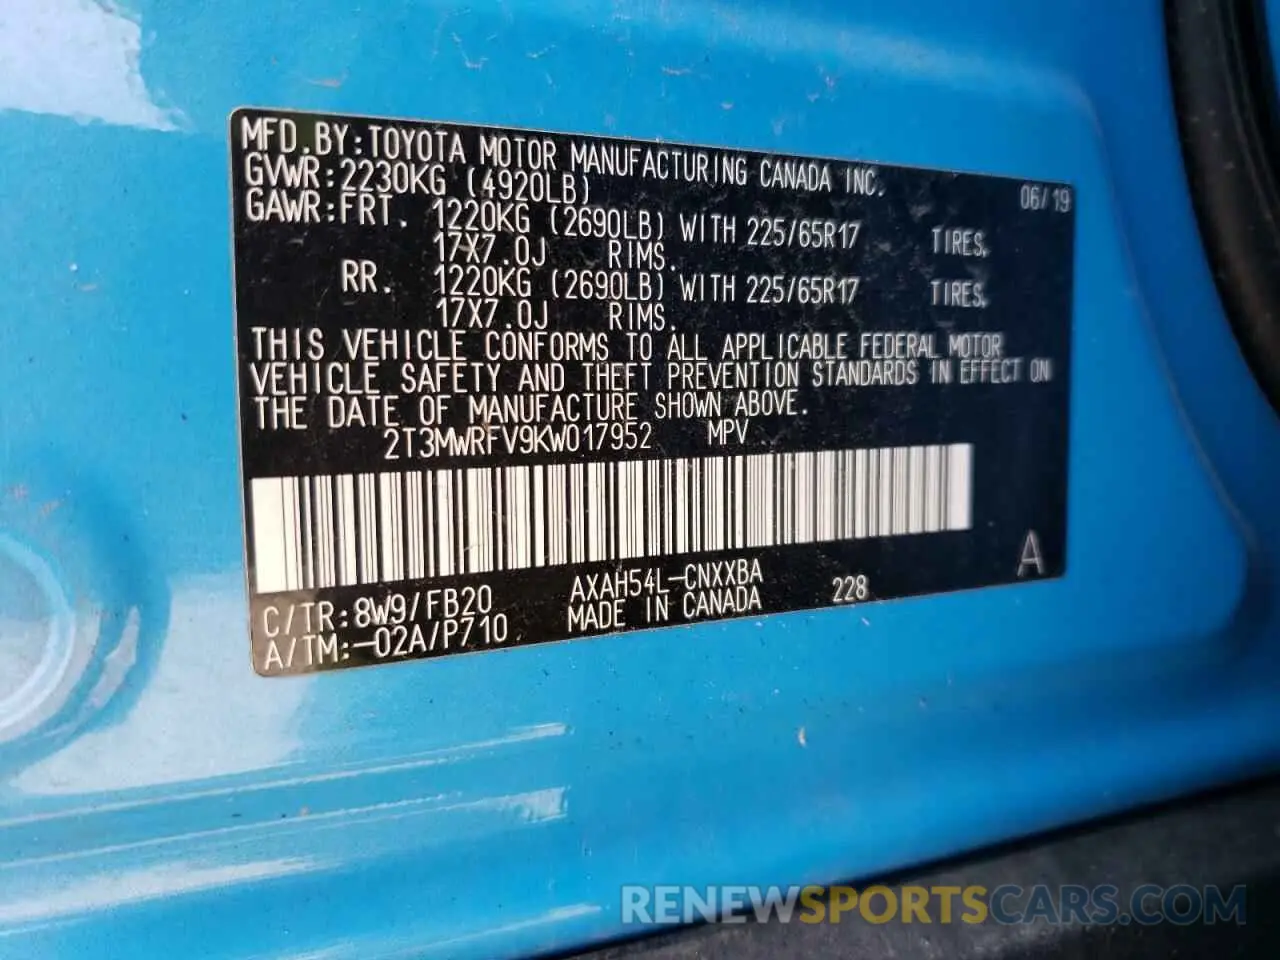 MFD.BY:TOYOTA MOTOR MANUFACTURING CANADA INC. 06/19
GVWR:2230KG (4920LB)
GAWR:FRT. 1220KG (2690LB) WITH 225/65R17 TIRES,
17X7.0J RIMS.
RR. 1220KG (2690LB) WITH 225/65R17 TIRES,
17X7.0J RIMS.
THIS VEHICLE CONFORMS TO ALL APPLICABLE FEDERAL MOTOR
VEHICLE SAFETY AND THEFT PREVENTION STANDARDS IN EFFECT ON
THE DATE OF MANUFACTURE SHOWN ABOVE.
2T3MWRFV9KW017952 MPV
A
C/TR:8W9/FB20 AXAH54L-CNXXBA 228
A/TM:-02A/P710 MADE IN CANADA
RENEWSPORTSCARS.COM